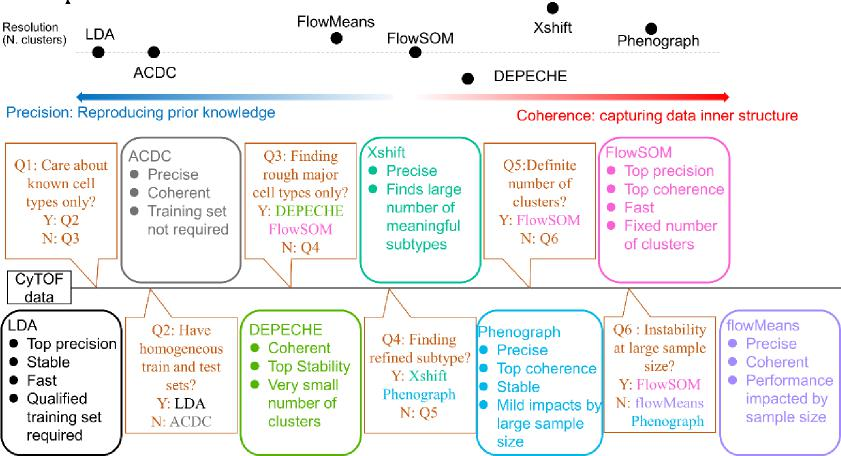 Resolution
(N. clusters)
LDA
ACDC
FlowMeans
FlowSOM
DEPECHE
Xshift
Phenograph
Precision: Reproducing prior knowledge
Coherence: capturing data inner structure
Q1: Care about
known cell
types only?
Y: Q2
N: Q3
ACDC
● Precise
● Coherent
● Training set
not required
Q3: Finding
rough major
cell types only?
Y: DEPECHE
FlowSOM
N: Q4
Xshift
● Precise
● Finds large
number of
meaningful
subtypes
Q5:Definite
number of
clusters?
Y: FlowSOM
N: Q6
FlowSOM
● Top precision
● Top coherence
● Fast
● Fixed number
of clusters
CyTOF
data
LDA
● Top precision
● Stable
● Fast
● Qualified
training set
required
Q2: Have
homogeneous
train and test
sets?
Y: LDA
N: ACDC
DEPECHE
● Coherent
● Top Stability
● Very small
number of
clusters
Q4: Finding
refined subtype?
Y: Xshift
Phenograph
N: Q5
Phenograph
● Precise
● Top coherence
● Stable
● Mild impacts by
large sample
size
Q6 : Instability
at large sample
size?
Y: FlowSOM
N: flowMeans
Phenograph
flowMeans
● Precise
● Coherent
● Performance
impacted by
sample size